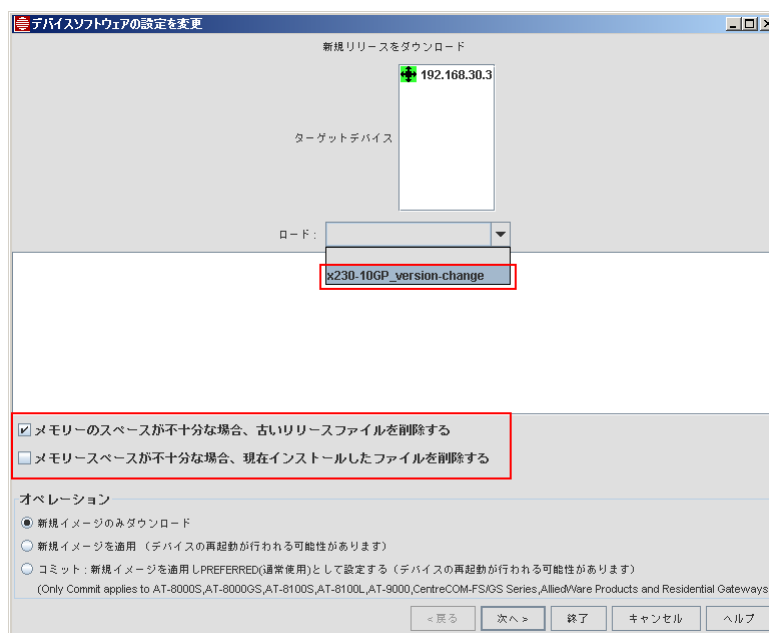 デバイスソフトウェアの設定を変更
新規リリースをダウンロード
192.168.30.3
ターゲットデバイス
ロード :
x230-10GP_version-change
メモリーのスペースが不十分な場合、古いリリースファイルを削除する
メモリースペースが不十分な場合、現在インストールしたファイルを削除する
オペレーション
新規イメージのみダウンロード
新規イメージを適用 (デバイスの再起動が行われる可能性があります)
コミット : 新規イメージを適用しPREFERRED(通常使用)として設定する (デバイスの再起動が行われる可能性があります)
(Only Commit applies to AT-8000S,AT-8000GS,AT-8100S,AT-8100L,AT-9000,CentreCOM-FS/GS Series,AlliedWare Products and Residential Gateways
<戻る 次へ> 終了 キャンセル ヘルプ